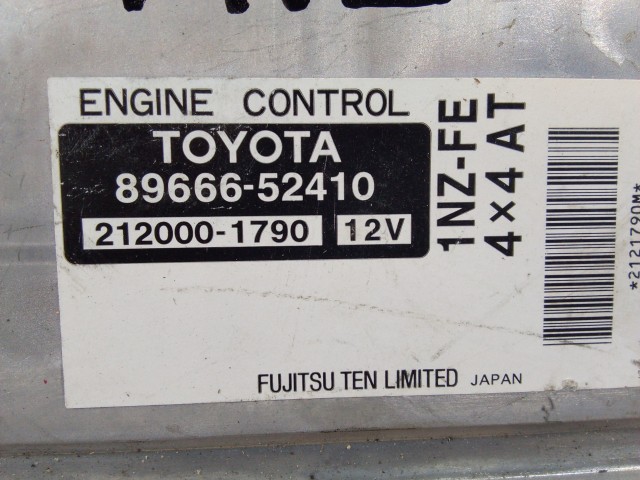 ENGINE CONTROL
TOYOTA
89666-52410
212000-1790 12V
1NZ-FE
4×4 AT
*2121790M*
FUJITSU TEN LIMITED JAPAN